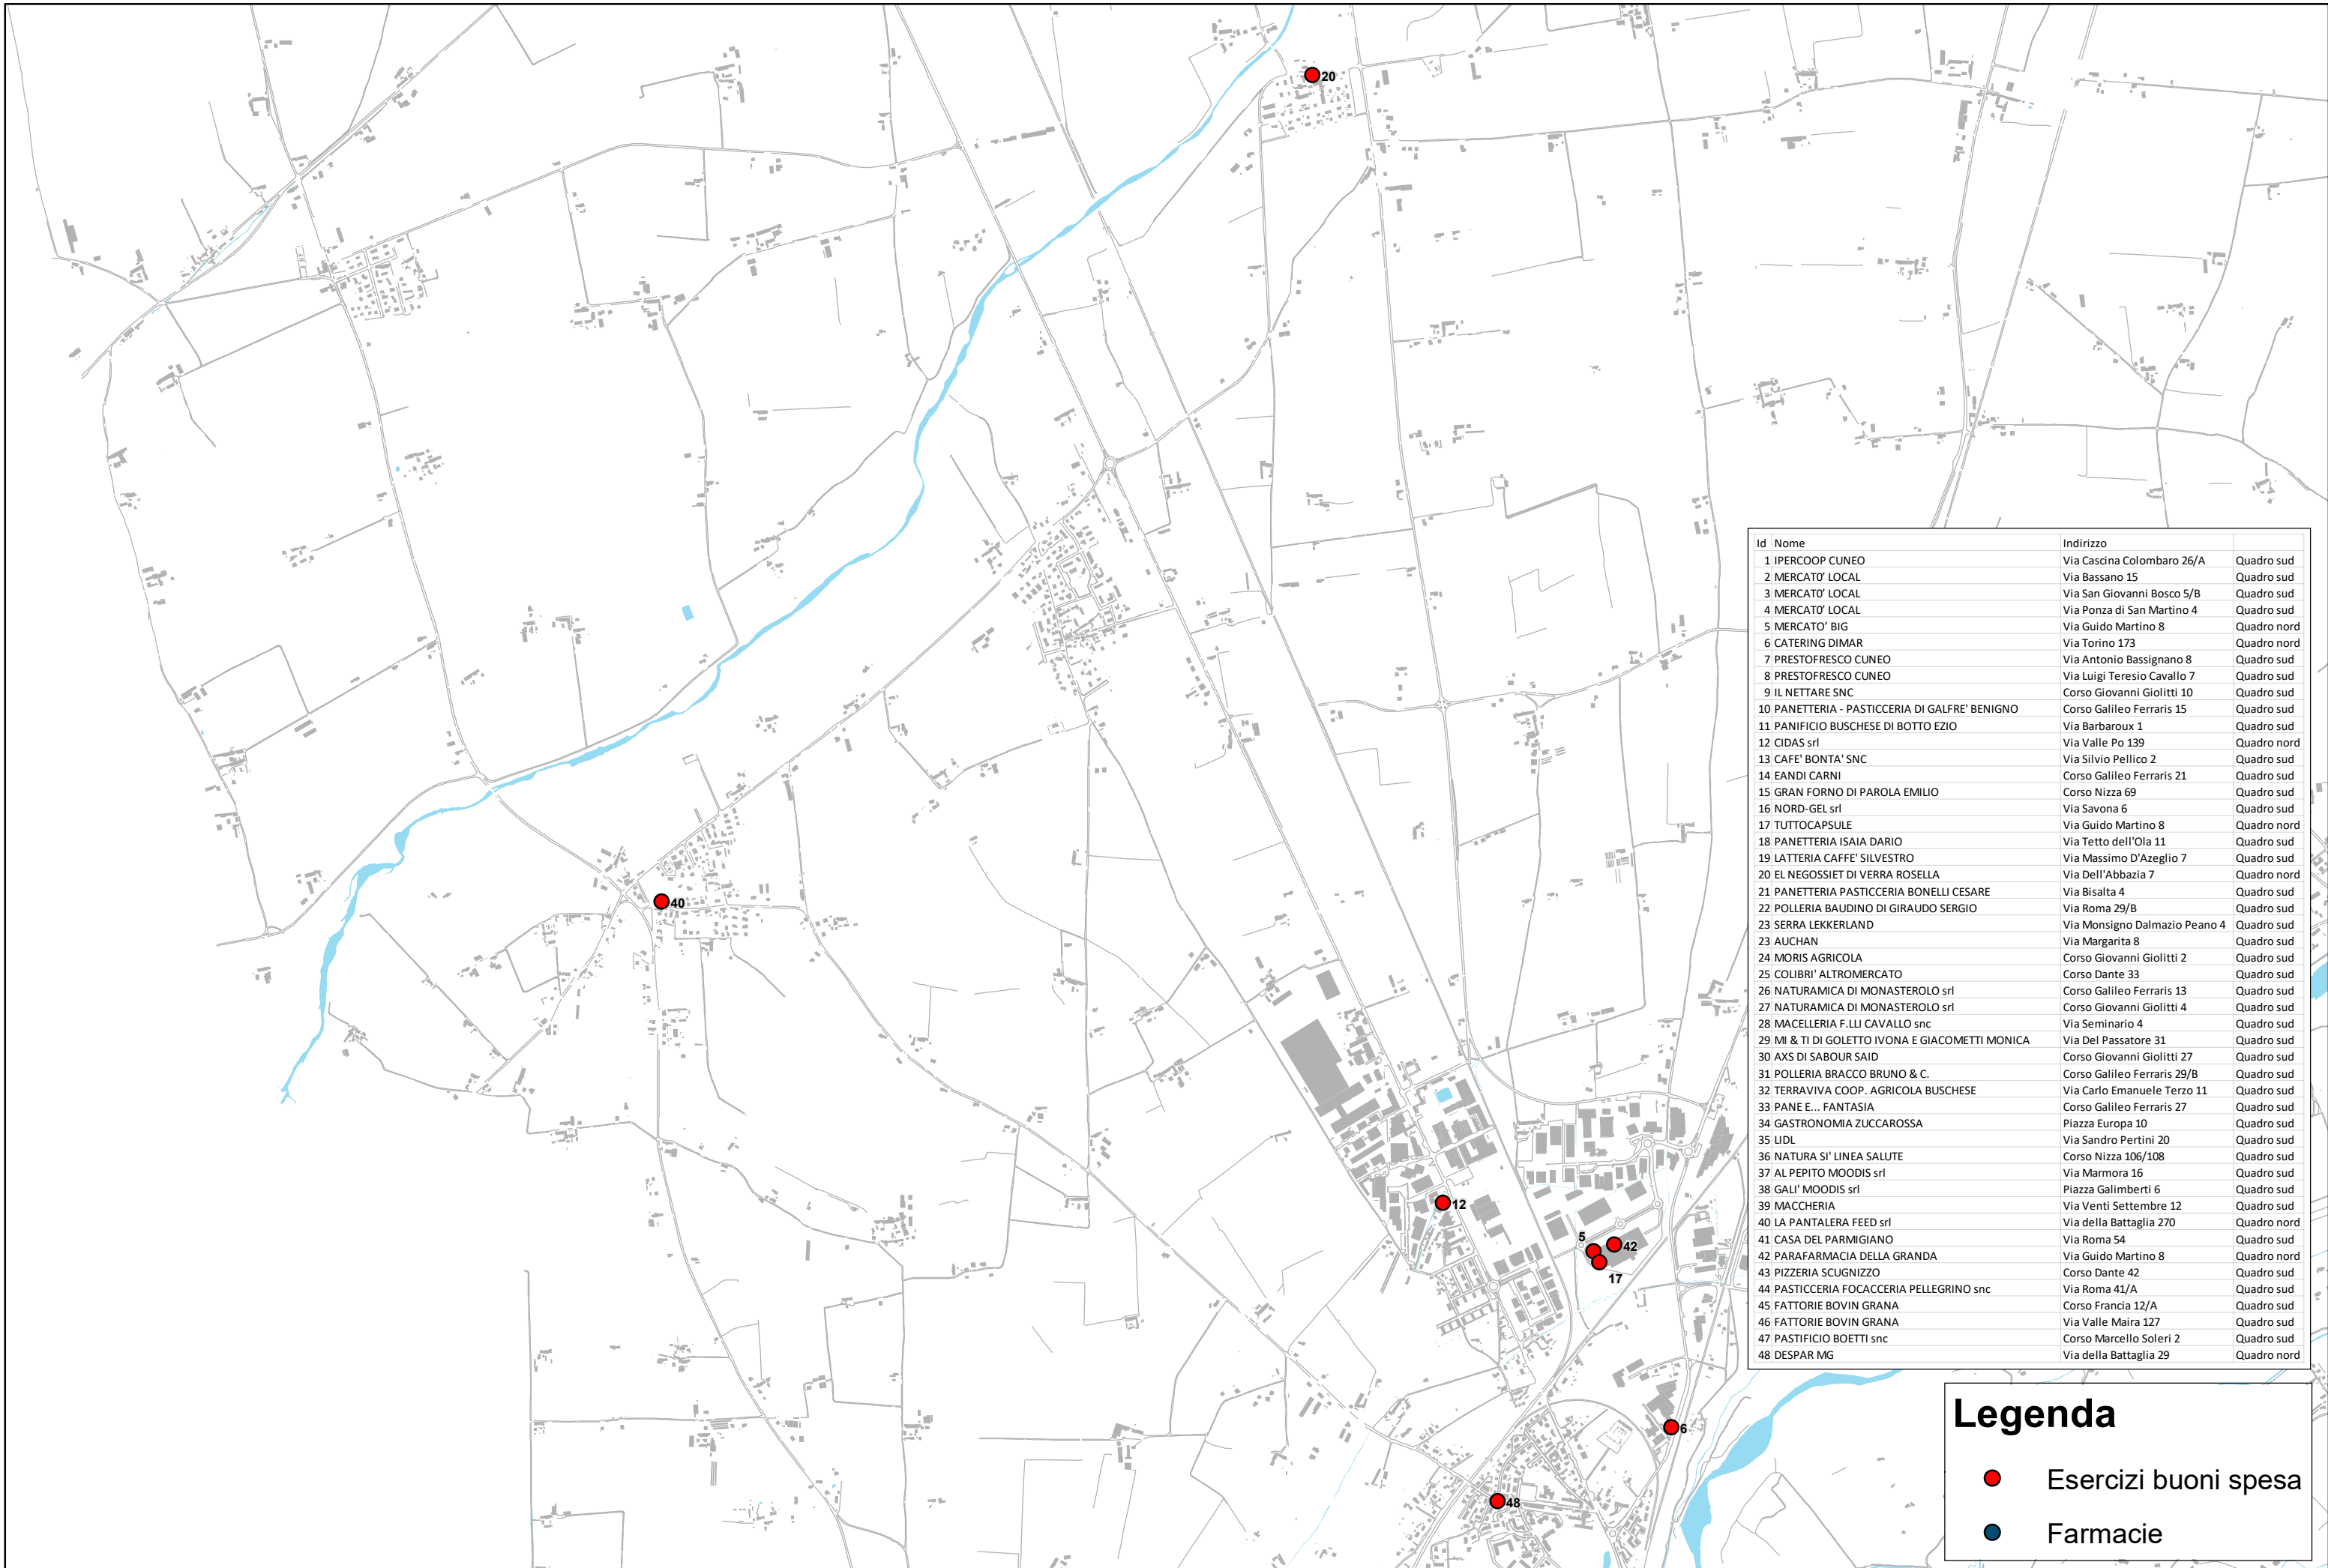 20
40
12
5
42
17
6
48
Id Nome Indirizzo
1 IPERCOOP CUNEO Via Cascina Colombaro 26/A Quadro sud
2 MERCATO' LOCAL Via Bassano 15 Quadro sud
3 MERCATO' LOCAL Via San Giovanni Bosco 5/B Quadro sud
4 MERCATO' LOCAL Via Ponza di San Martino 4 Quadro sud
5 MERCATO' BIG Via Guido Martino 8 Quadro nord
6 CATERING DIMAR Via Torino 173 Quadro nord
7 PRESTOFRESCO CUNEO Via Antonio Bassignano 8 Quadro sud
8 PRESTOFRESCO CUNEO Via Luigi Teresio Cavallo 7 Quadro sud
9 IL NETTARE SNC Corso Giovanni Giolitti 10 Quadro sud
10 PANETTERIA - PASTICCERIA DI GALFRE' BENIGNO Corso Galileo Ferraris 15 Quadro sud
11 PANIFICIO BUSCHESE DI BOTTO EZIO Via Barbaroux 1 Quadro sud
12 CIDAS srl Via Valle Po 139 Quadro nord
13 CAFE' BONTA' SNC Via Silvio Pellico 2 Quadro sud
14 EANDI CARNI Corso Galileo Ferraris 21 Quadro sud
15 GRAN FORNO DI PAROLA EMILIO Corso Nizza 69 Quadro sud
16 NORD-GEL srl Via Savona 6 Quadro sud
17 TUTTOCAPSULE Via Guido Martino 8 Quadro nord
18 PANETTERIA ISAIA DARIO Via Tetto dell'Ola 11 Quadro sud
19 LATTERIA CAFFE' SILVESTRO Via Massimo D'Azeglio 7 Quadro sud
20 EL NEGOSSIET DI VERRA ROSELLA Via Dell'Abbazia 7 Quadro nord
21 PANETTERIA PASTICCERIA BONELLI CESARE Via Bisalta 4 Quadro sud
22 POLLERIA BAUDINO DI GIRAUDO SERGIO Via Roma 29/B Quadro sud
23 SERRA LEKKERLAND Via Monsigno Dalmazio Peano 4 Quadro sud
23 AUCHAN Via Margarita 8 Quadro sud
24 MORIS AGRICOLA Corso Giovanni Giolitti 2 Quadro sud
25 COLIBRI' ALTROMERCATO Corso Dante 33 Quadro sud
26 NATURAMICA DI MONASTEROLO srl Corso Galileo Ferraris 13 Quadro sud
27 NATURAMICA DI MONASTEROLO srl Corso Giovanni Giolitti 4 Quadro sud
28 MACELLERIA F.LLI CAVALLO snc Via Seminario 4 Quadro sud
29 MI & TI DI GOLETTO IVONA E GIACOMETTI MONICA Via Del Passatore 31 Quadro sud
30 AXS DI SABOUR SAID Corso Giovanni Giolitti 27 Quadro sud
31 POLLERIA BRACCO BRUNO & C. Corso Galileo Ferraris 29/B Quadro sud
32 TERRAVIVA COOP. AGRICOLA BUSCHESE Via Carlo Emanuele Terzo 11 Quadro sud
33 PANE E... FANTASIA Corso Galileo Ferraris 27 Quadro sud
34 GASTRONOMIA ZUCCAROSSA Piazza Europa 10 Quadro sud
35 LIDL Via Sandro Pertini 20 Quadro sud
36 NATURA SI' LINEA SALUTE Corso Nizza 106/108 Quadro sud
37 AL PEPITO MOODIS srl Via Marmora 16 Quadro sud
38 GALI' MOODIS srl Piazza Galimberti 6 Quadro sud
39 MACCHERIA Via Venti Settembre 12 Quadro sud
40 LA PANTALERA FEED srl Via della Battaglia 270 Quadro nord
41 CASA DEL PARMIGIANO Via Roma 54 Quadro sud
42 PARAFARMACIA DELLA GRANDA Via Guido Martino 8 Quadro nord
43 PIZZERIA SCUGNIZZO Corso Dante 42 Quadro sud
44 PASTICCERIA FOCACCERIA PELLEGRINO snc Via Roma 41/A Quadro sud
45 FATTORIE BOVIN GRANA Corso Francia 12/A Quadro sud
46 FATTORIE BOVIN GRANA Via Valle Maira 127 Quadro sud
47 PASTIFICIO BOETTI snc Corso Marcello Soleri 2 Quadro sud
48 DESPAR MG Via della Battaglia 29 Quadro nord
Legenda
Esercizi buoni spesa
Farmacie